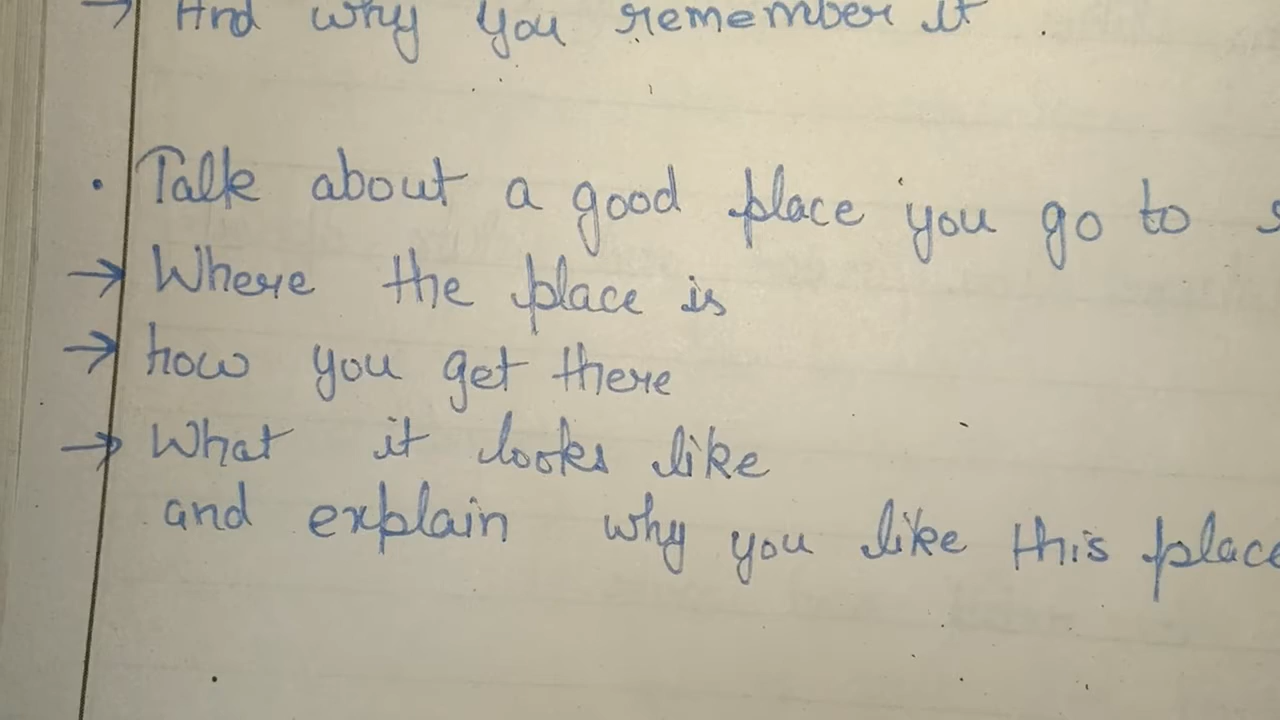 → And why you remember it.
• Talk about a good place you go to
→ Where the place is
→ how you get there
→ What it looks like
and explain why you like this place